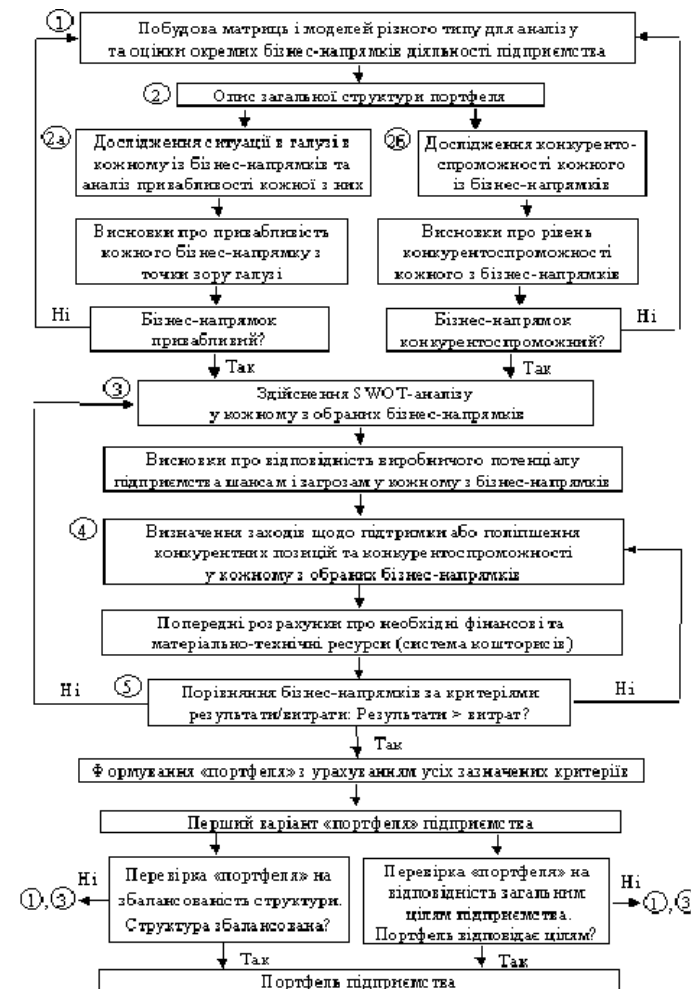 ①
Побудова матриць і моделей різного типу для аналізу
та оцінки окремих бізнес-напрямків діяльності підприємства
②
Опис загальної структури портфеля
2а
Дослідження ситуації в галузі в
кожному із бізнес-напрямків та
аналіз привабливості кожної з них
2б
Дослідження конкуренто-
спроможності кожного
із бізнес-напрямків
Висновки про привабливість
кожного бізнес-напрямку з
точки зору галузі
Висновки про рівень
конкурентоспроможності
кожного з бізнес-напрямків
Ні
Бізнес-напрямок
привабливий?
Бізнес-напрямок
конкурентоспроможний?
Ні
Так
Так
③
Здійснення SWOT-аналізу
у кожному з обраних бізнес-напрямків
Висновки про відповідність виробничого потенціалу
підприємства шансам і загрозам у кожному з бізнес-напрямків
④
Визначення заходів щодо підтримки або поліпшення
конкурентних позицій та конкурентоспроможності
у кожному з обраних бізнес-напрямків
Попередні розрахунки про необхідні фінансові та
матеріально-технічні ресурси (система кошторисів)
Ні
⑤
Порівняння бізнес-напрямків за критеріями
результати/витрати: Результати > витрат?
Ні
Так
Формування «портфеля» з урахуванням усіх зазначених критеріїв
Перший варіант «портфеля» підприємства
Ні
①,③
Перевірка «портфеля» на
збалансованість структури.
Структура збалансована?
Перевірка «портфеля» на
відповідність загальним
цілям підприємства.
Портфель відповідає цілям?
Ні
①,③
Так
Так
Портфель підприємства